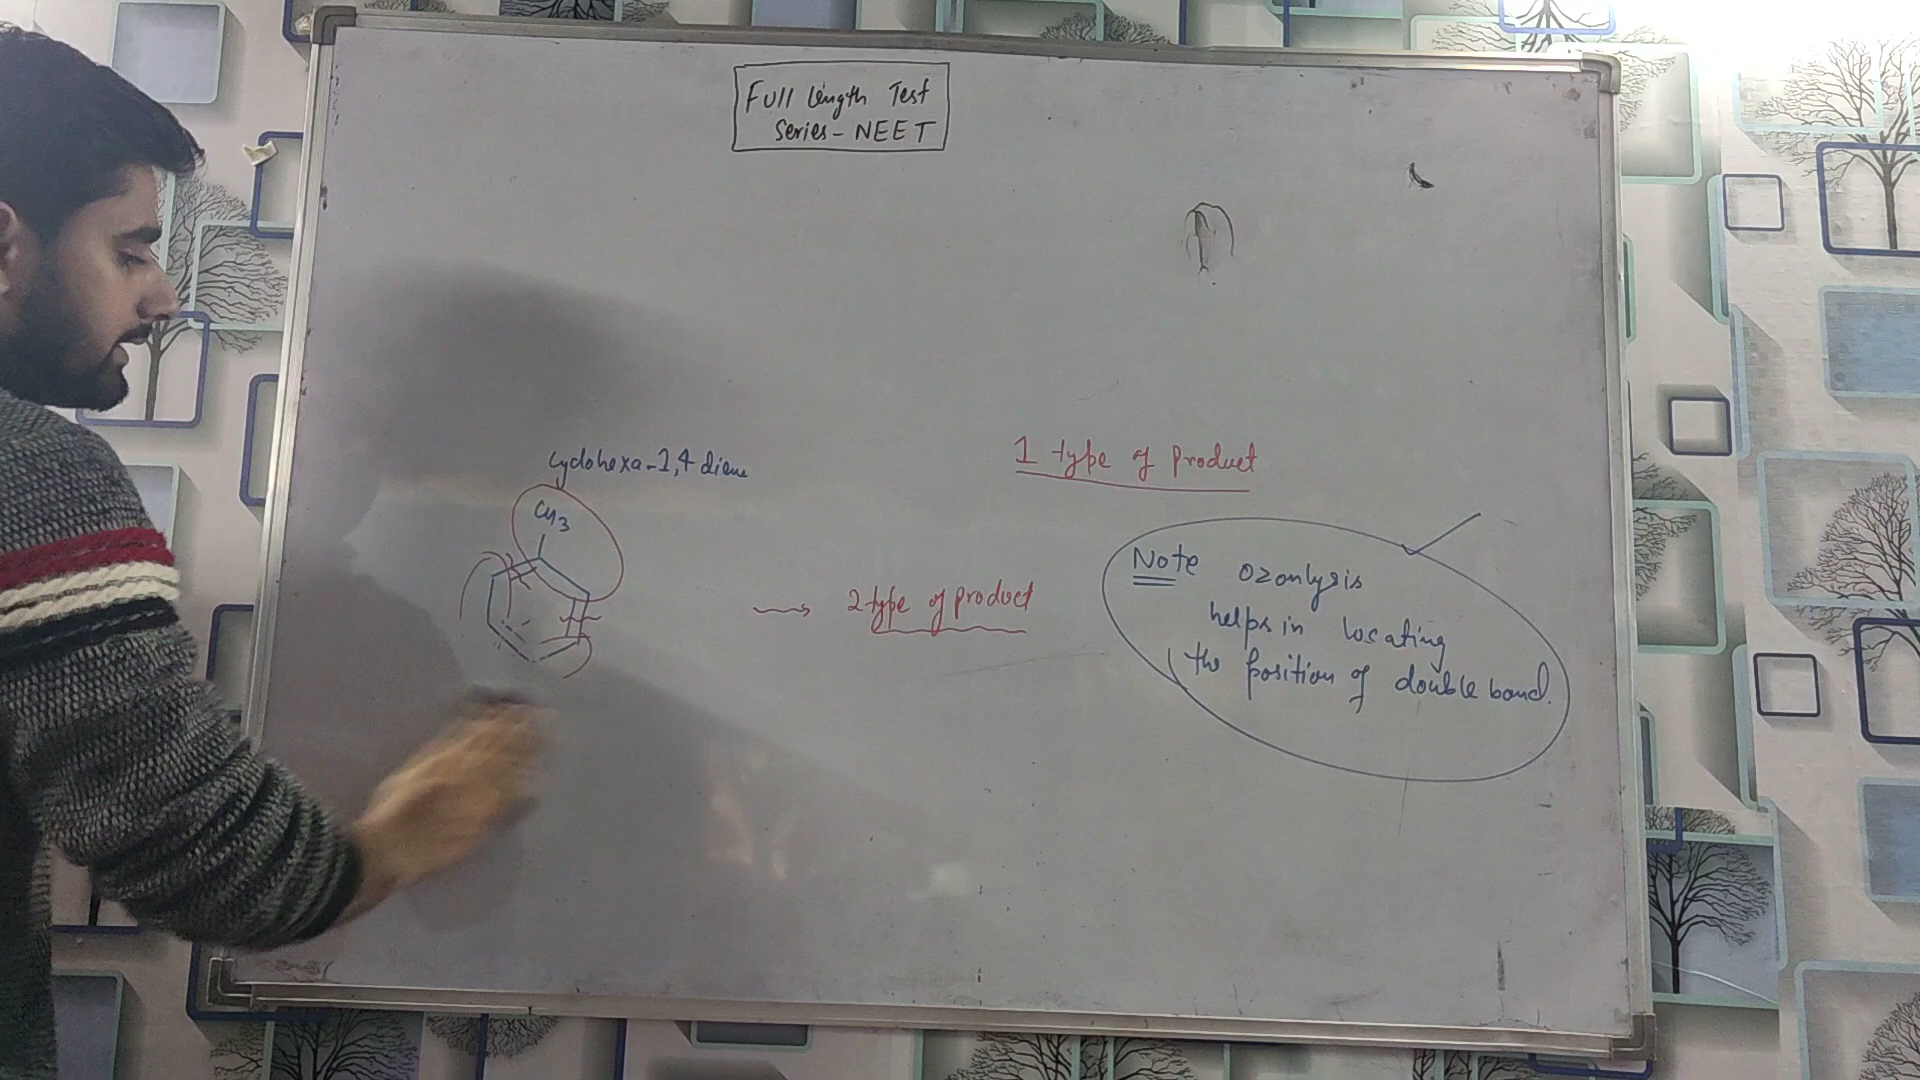 Full length Test
Series - NEET
1 type of product
cyclohexa-1,4 diene
CH3
2 type of product
Note ozonlysis
helps in locating
the position of double bond.